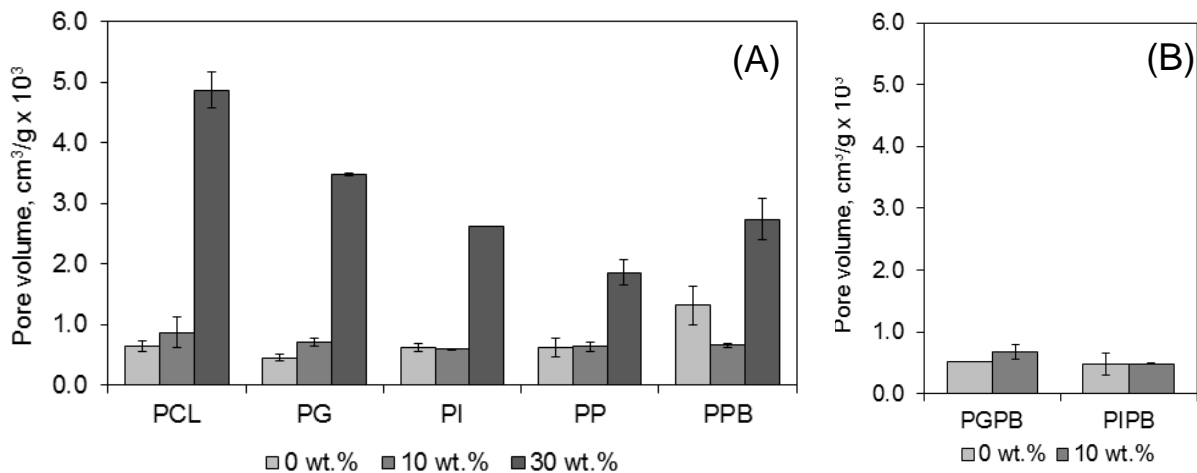 (A)
Pore volume, cm³/g x 10³
6.0
5.0
4.0
3.0
2.0
1.0
0.0
PCL PG PI PP PPB
0 wt.% 10 wt.% 30 wt.%
(B)
Pore volume, cm³/g x 10³
6.0
5.0
4.0
3.0
2.0
1.0
0.0
PGPB PIPB
0 wt.% 10 wt.%